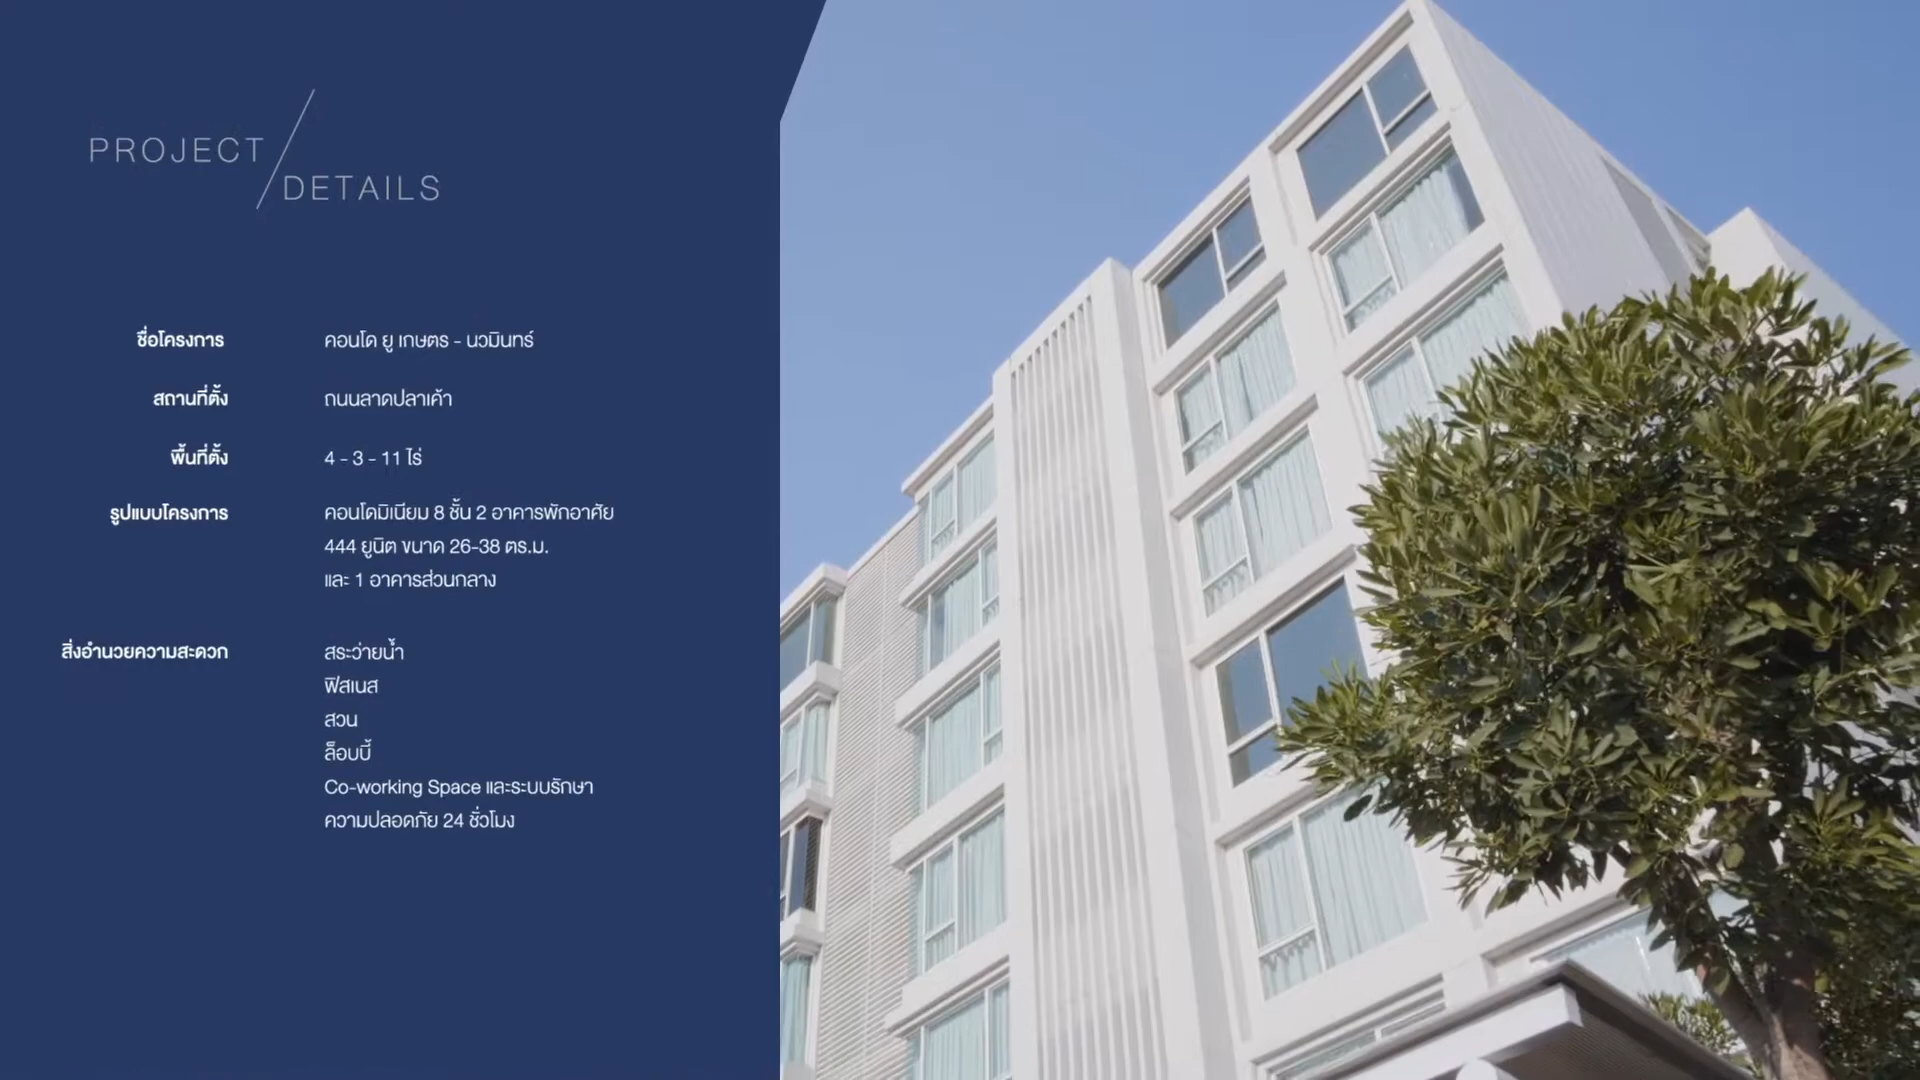 PROJECT
DETAILS
ชื่อโครงการ คอนโด ยู เกษตร - นวมินทร์
สถานที่ตั้ง ถนนลาดปลาเค้า
พื้นที่ตั้ง 4 - 3 - 11 ไร่
รูปแบบโครงการ คอนโดมิเนียม 8 ชั้น 2 อาคารพักอาศัย
444 ยูนิต ขนาด 26-38 ตร.ม.
และ 1 อาคารส่วนกลาง
สิ่งอำนวยความสะดวก สระว่ายน้ำ
ฟิสเนส
สวน
ล็อบบี้
Co-working Space และระบบรักษา
ความปลอดภัย 24 ชั่วโมง